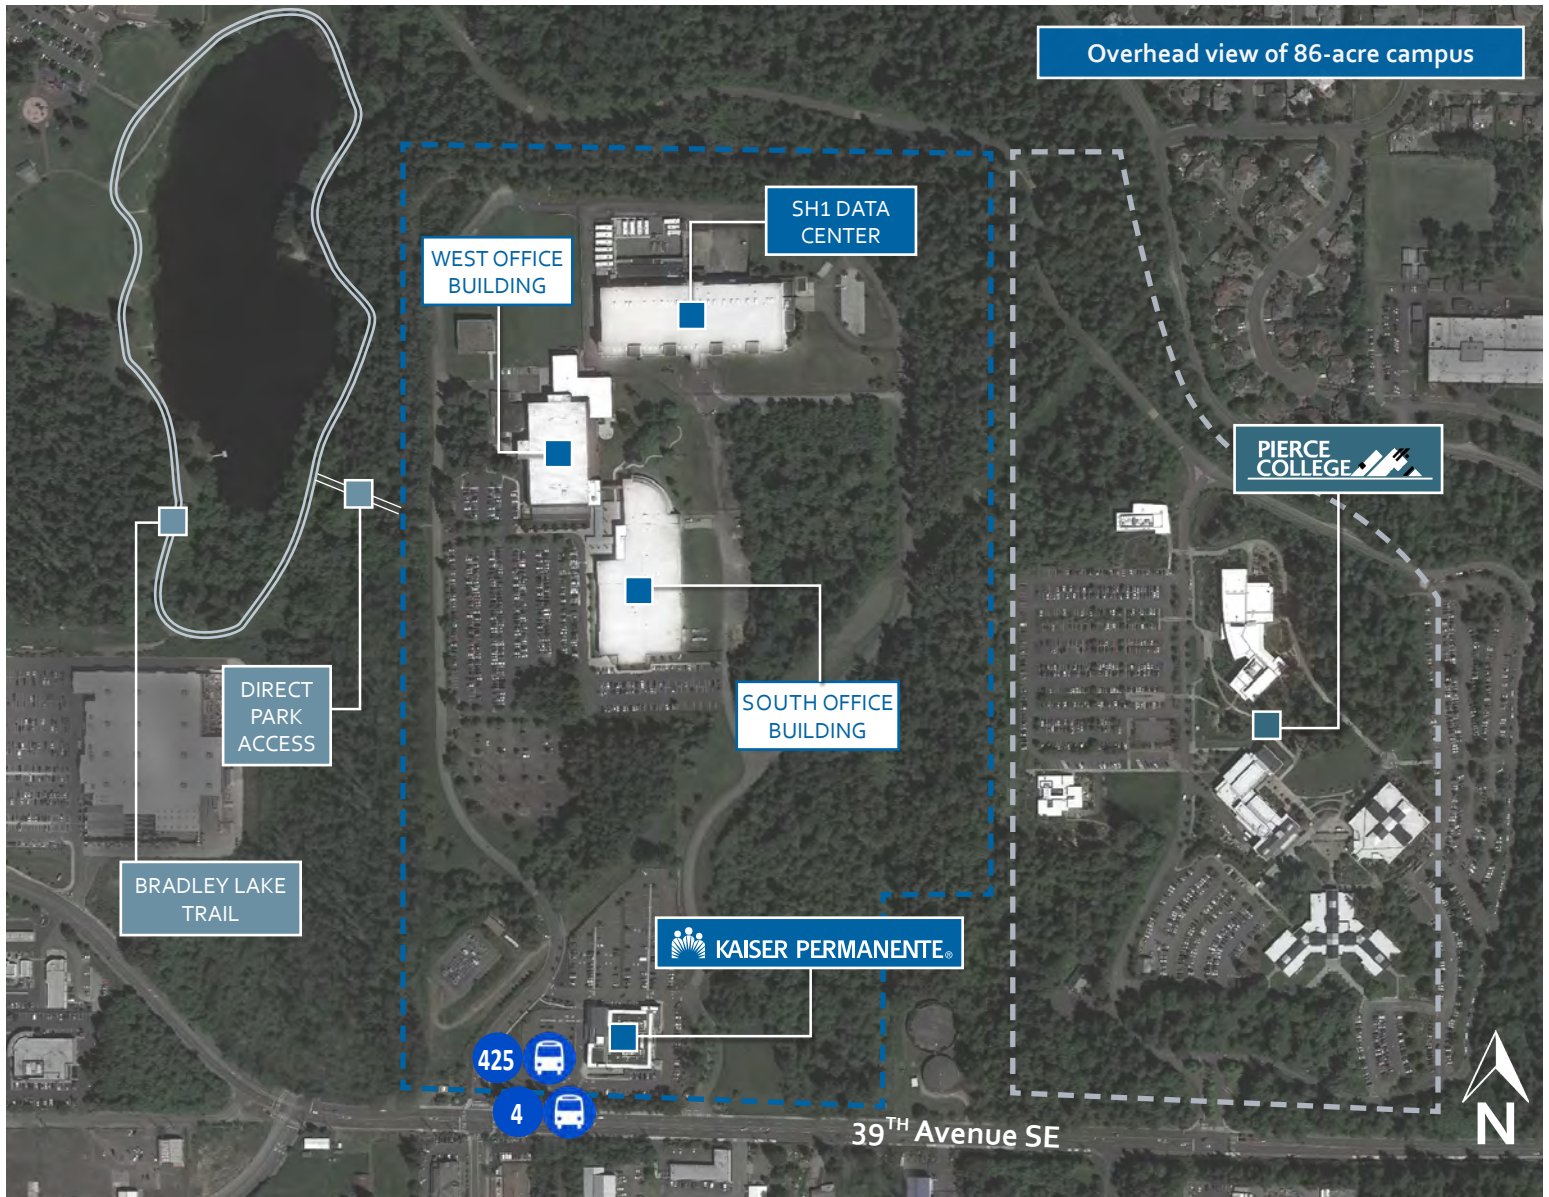 Overhead view of 86-acre campus
SH1 DATA
CENTER
WEST OFFICE
BUILDING
PIERCE
COLLEGE
DIRECT
PARK
ACCESS
SOUTH OFFICE
BUILDING
BRADLEY LAKE
TRAIL
KAISER PERMANENTE®
425
4
39TH Avenue SE
N